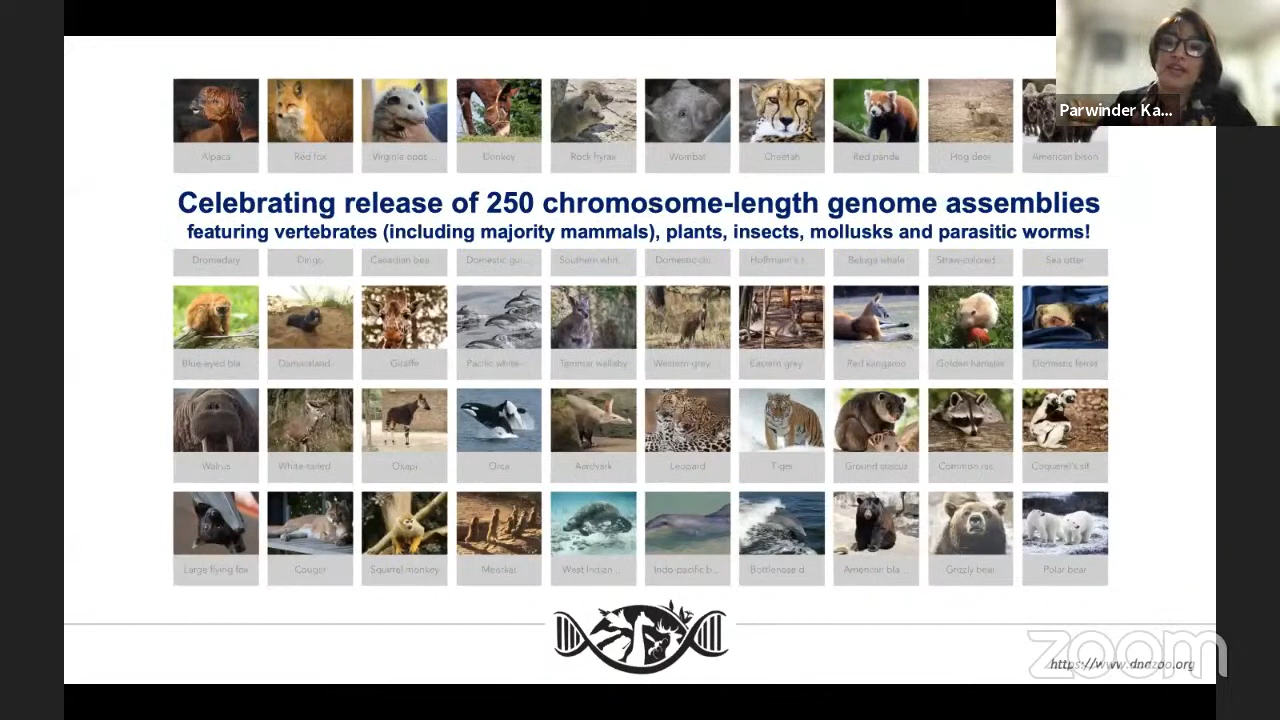 Parwinder Ka...
Alpaca
Red fox
Virginia opos...
Donkey
Rock hyrax
Wombat
Cheetah
Red panda
Hog deer
American bison
Celebrating release of 250 chromosome-length genome assemblies
featuring vertebrates (including majority mammals), plants, insects, mollusks and parasitic worms!
Dromedary
Dingo
Canadian bea...
Domestic gui...
Southern whit...
Domestic
Hoffmann's t...
Beluga whale
Straw-colored...
Sea otter
Blue-eyed bla...
Damaraland...
Giraffe
Pacific white-...
Tammar wallaby
Western grey...
Eastern grey
Red kangaroo
Golden hamster
Domestic ferret
Walrus
White-tailed
Okapi
Orca
Aardvark
Leopard
Tiger
Ground cuscus
Common rac...
Coquerel's sif...
Large flying fox
Cougar
Squirrel monkey
Meerkat
West Indian ...
Indo-pacific b...
Bottlenose d...
American bla...
Grizzly bear
Polar bear
zoom
https://www.dnazoo.org